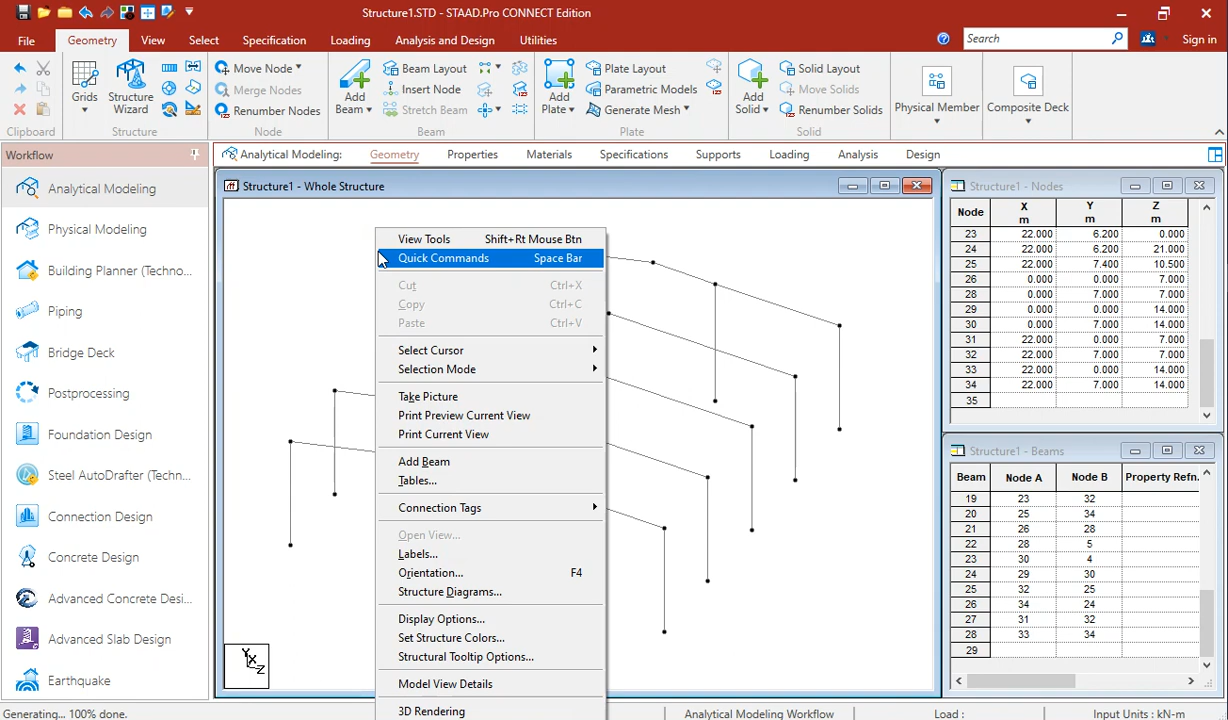 Structure1.STD - STAAD.Pro CONNECT Edition
File Geometry View Select Specification Loading Analysis and Design Utilities Search Sign in
Grids
Structure Wizard
Clipboard
Structure
Move Node
Merge Nodes
Renumber Nodes
Node
Add Beam
Beam Layout
Insert Node
Stretch Beam
Beam
Add Plate
Plate Layout
Parametric Models
Generate Mesh
Plate
Add Solid
Solid Layout
Move Solids
Renumber Solids
Solid
Physical Member
Composite Deck
Workflow
Analytical Modeling
Physical Modeling
Building Planner (Techno...
Piping
Bridge Deck
Postprocessing
Foundation Design
Steel AutoDrafter (Techn...
Connection Design
Concrete Design
Advanced Concrete Desi...
Advanced Slab Design
Earthquake
Analytical Modeling: Geometry Properties Materials Specifications Supports Loading Analysis Design
Structure1 - Whole Structure
View Tools Shift+Rt Mouse Btn
Quick Commands Space Bar
Cut Ctrl+X
Copy Ctrl+C
Paste Ctrl+V
Select Cursor
Selection Mode
Take Picture
Print Preview Current View
Print Current View
Add Beam
Tables...
Connection Tags
Open View...
Labels...
Orientation... F4
Structure Diagrams...
Display Options...
Set Structure Colors...
Structural Tooltip Options...
Model View Details
3D Rendering
Y X Z
Structure1 - Nodes
Node X m Y m Z m
23 22.000 6.200 0.000
24 22.000 6.200 21.000
25 22.000 7.400 10.500
26 0.000 0.000 7.000
28 0.000 7.000 7.000
29 0.000 0.000 14.000
30 0.000 7.000 14.000
31 22.000 0.000 7.000
32 22.000 7.000 7.000
33 22.000 0.000 14.000
34 22.000 7.000 14.000
35
Structure1 - Beams
Beam Node A Node B Property Refn.
19 23 32
20 25 34
21 26 28
22 28 5
23 30 4
24 29 30
25 32 25
26 34 24
27 31 32
28 33 34
29
Generating... 100% done. Analytical Modeling Workflow Load : Input Units : kN-m